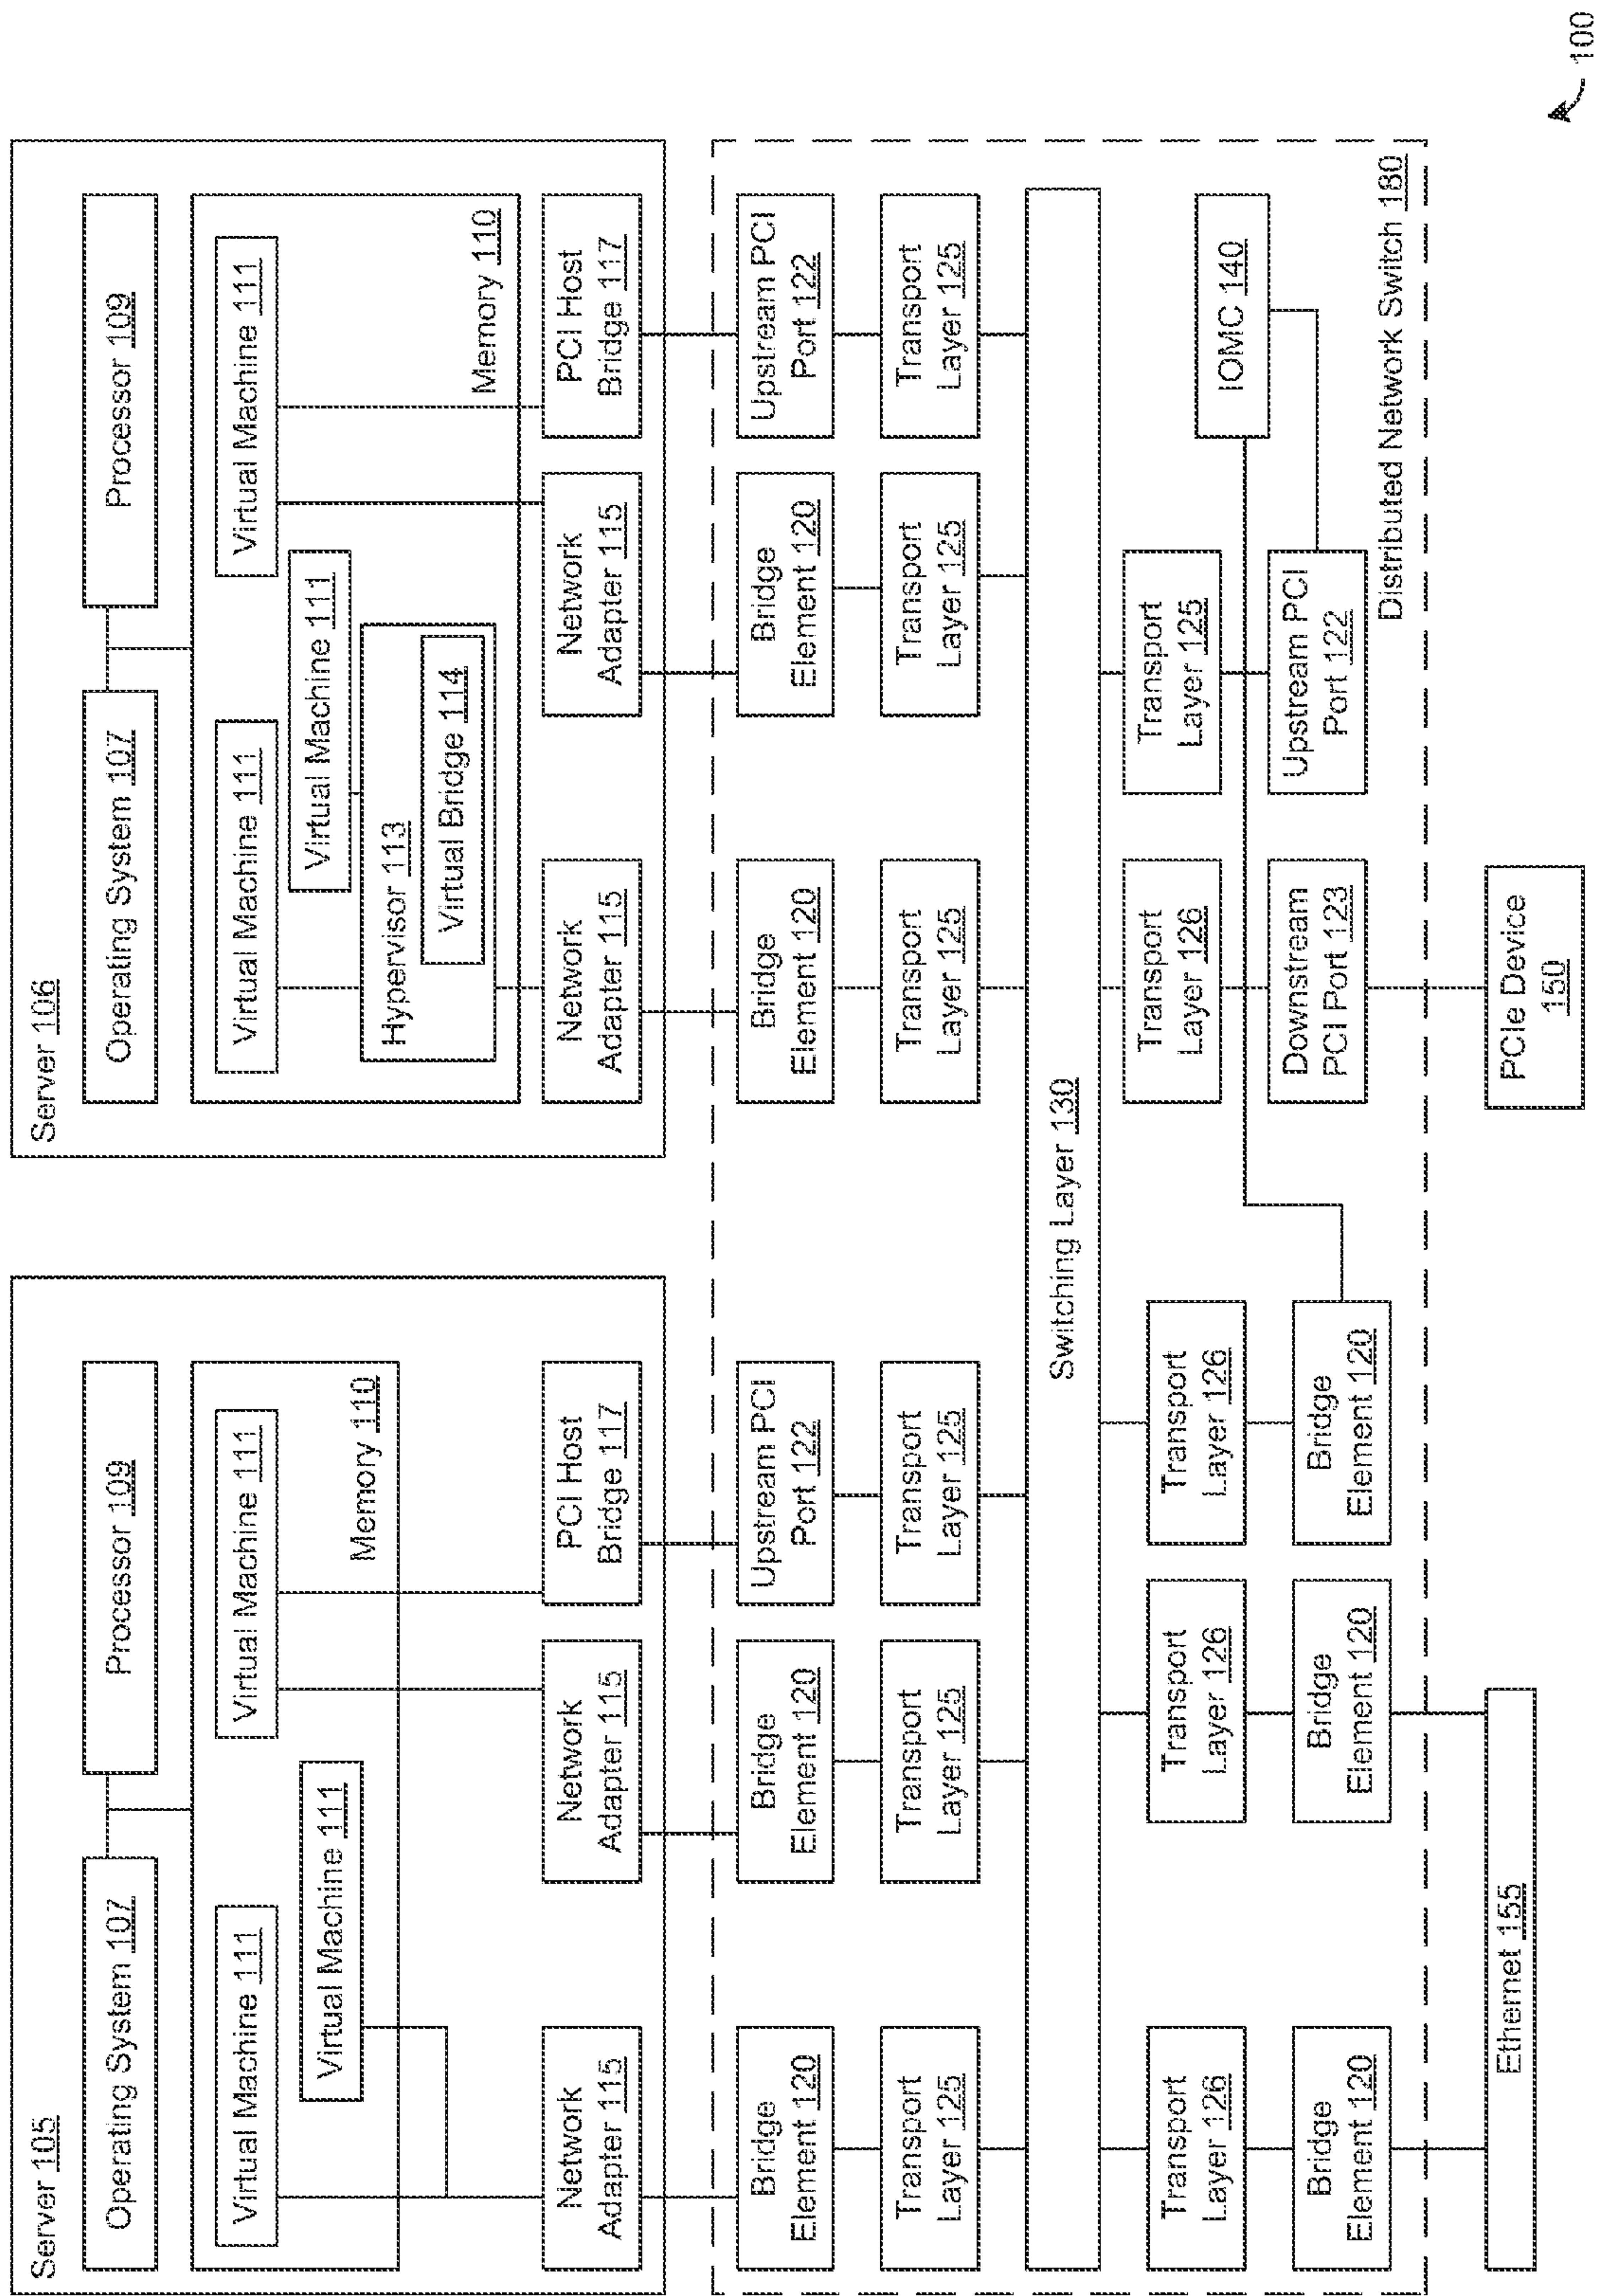 Server 105
Operating System 107
Processor 109
Virtual Machine 111
Virtual Machine 111
Virtual Machine 111
Memory 110
Network
Adapter 115
Network
Adapter 115
PCI Host
Bridge 117
Server 106
Operating System 107
Processor 109
Virtual Machine 111
Virtual Machine 111
Virtual Machine 111
Hypervisor 113
Virtual Bridge 114
Memory 110
Network
Adapter 115
Network
Adapter 115
PCI Host
Bridge 117
Bridge
Element 120
Bridge
Element 120
Upstream PCI
Port 122
Bridge
Element 120
Bridge
Element 120
Upstream PCI
Port 122
Transport
Layer 125
Transport
Layer 125
Transport
Layer 125
Transport
Layer 125
Transport
Layer 125
Transport
Layer 125
Switching Layer 130
Transport
Layer 126
Transport
Layer 126
Transport
Layer 126
Transport
Layer 126
Transport
Layer 125
IOMC 140
Bridge
Element 120
Bridge
Element 120
Bridge
Element 120
Downstream
PCI Port 123
Upstream PCI
Port 122
Distributed Network Switch 180
Ethernet 155
PCIe Device
150
100